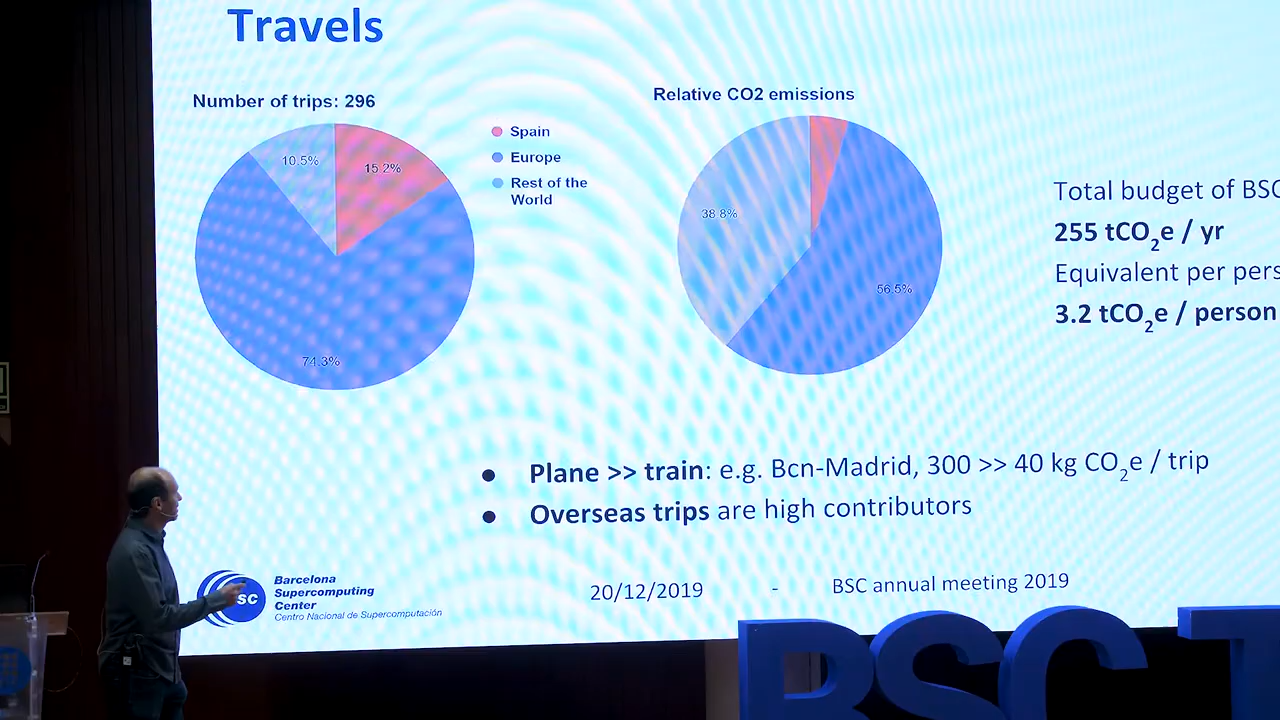 Travels
Number of trips: 296
10.5%
15.2%
74.3%
Spain
Europe
Rest of the
World
Relative CO2 emissions
38.8%
56.5%
Total budget of BSC
255 tCO₂e / yr
Equivalent per pers
3.2 tCO₂e / person
● Plane >> train: e.g. Bcn-Madrid, 300 >> 40 kg CO₂e / trip
● Overseas trips are high contributors
SC
Barcelona
Supercomputing
Center
Centro Nacional de Supercomputación
20/12/2019 - BSC annual meeting 2019
BSC T